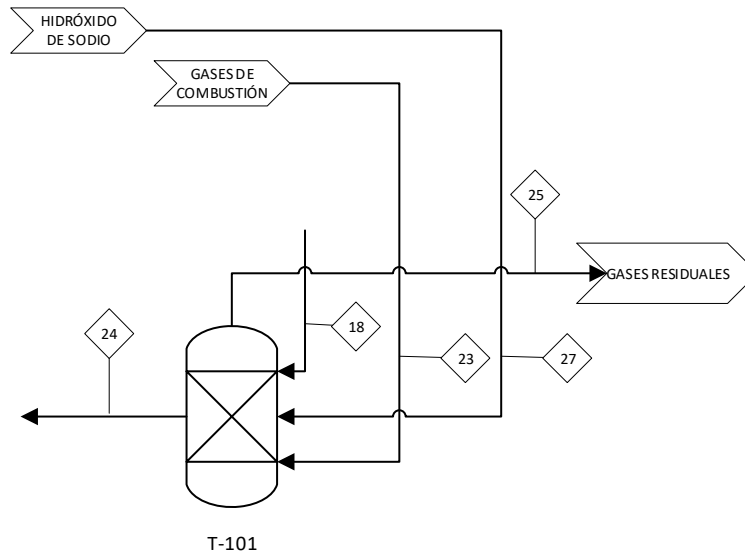 HIDRÓXIDO
DE SODIO
GASES DE
COMBUSTIÓN
25
GASES RESIDUALES
24
18
23
27
T-101